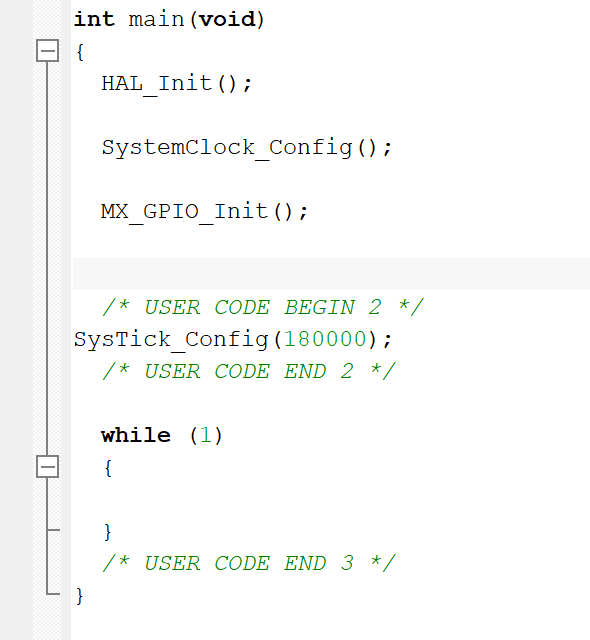 int main(void)
{
HAL_Init();
SystemClock_Config();
MX_GPIO_Init();
/* USER CODE BEGIN 2 */
SysTick_Config(180000);
/* USER CODE END 2 */
while (1)
{
}
/* USER CODE END 3 */
}